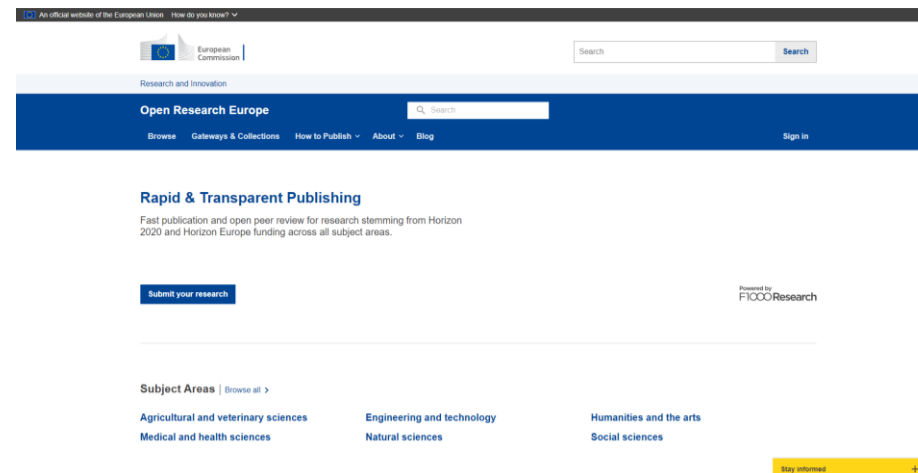 An official website of the European Union How do you know?
European
Commission
Search
Search
Research and Innovation
Open Research Europe
Search
Browse Gateways & Collections How to Publish About Blog Sign in
Rapid & Transparent Publishing
Fast publication and open peer review for research stemming from Horizon
2020 and Horizon Europe funding across all subject areas.
Submit your research
Powered by
F1000Research
Subject Areas | Browse all >
Agricultural and veterinary sciences Engineering and technology Humanities and the arts
Medical and health sciences Natural sciences Social sciences
Stay informed +